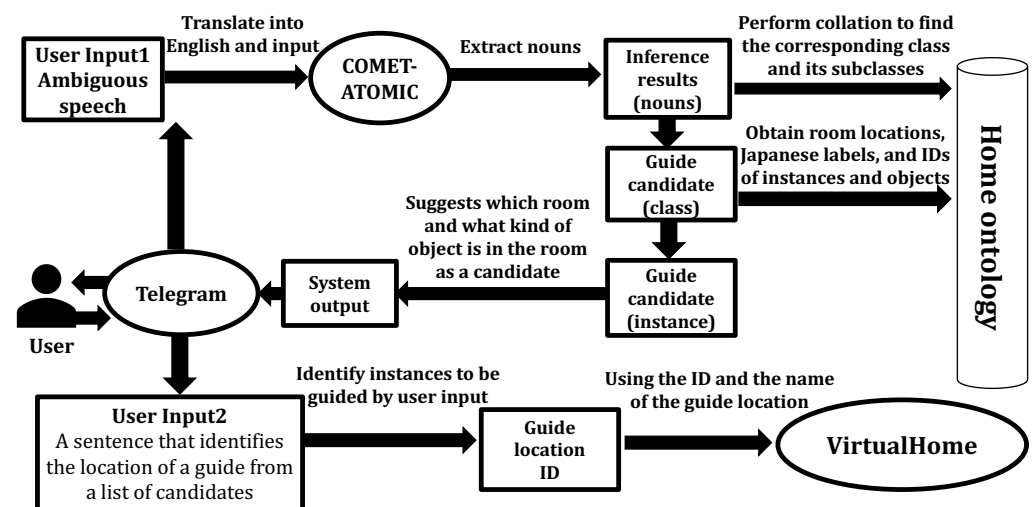 Translate into
English and input
User Input1
Ambiguous
speech
COMET-
ATOMIC
Extract nouns
Inference
results
(nouns)
Perform collation to find
the corresponding class
and its subclasses
Home ontology
Obtain room locations,
Japanese labels, and IDs
of instances and objects
Guide
candidate
(class)
Suggests which room
and what kind of
object is in the room
as a candidate
Guide
candidate
(instance)
System
output
Telegram
User
User Input2
A sentence that identifies
the location of a guide from
a list of candidates
Identify instances to be
guided by user input
Guide
location
ID
Using the ID and the name
of the guide location
VirtualHome